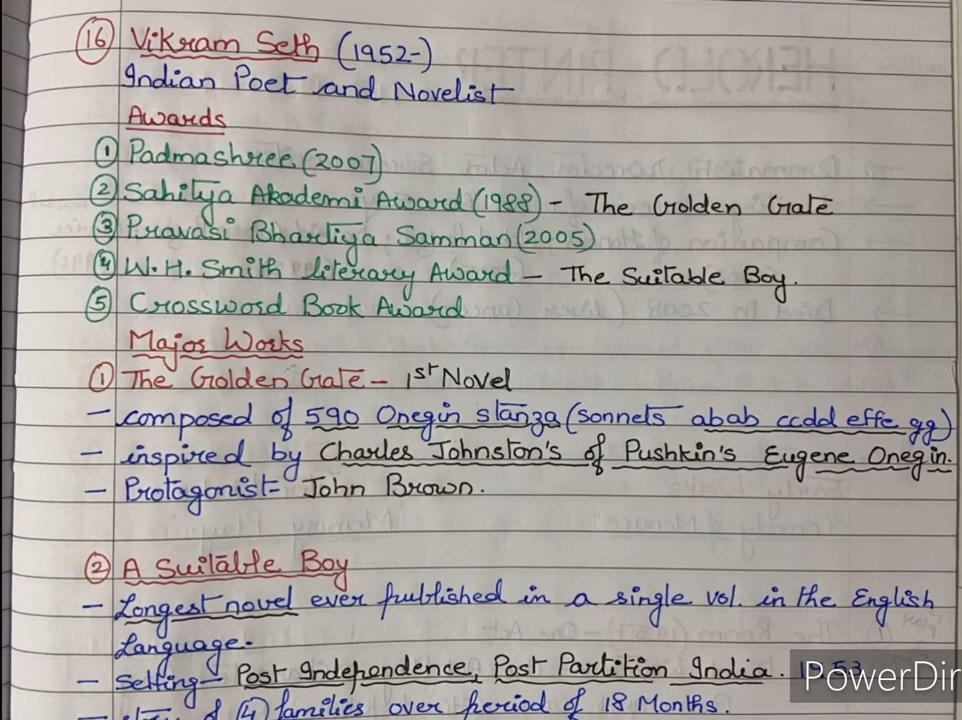 16 Vikram Seth (1952-)
Indian Poet and Novelist
Awards
1 Padmashree (2007)
2 Sahitya Akademi Award (1988) - The Golden Gate
3 Pravasi Bhartiya Samman (2005)
4 W.H. Smith literary Award - The Suitable Boy.
5 Crossword Book Award
Major Works
1 The Golden Gate - 1st Novel
- composed of 590 Onegin stanza (sonnets abab ccdd effe gg)
- inspired by Charles Johnston's of Pushkin's Eugene Onegin.
- Protagonist - John Brown.
2 A Suitable Boy
- Longest novel ever published in a single vol. in the English
Language.
- Setting - Post Independence, Post Partition India. 1953
4 families over period of 18 Months.
PowerDir